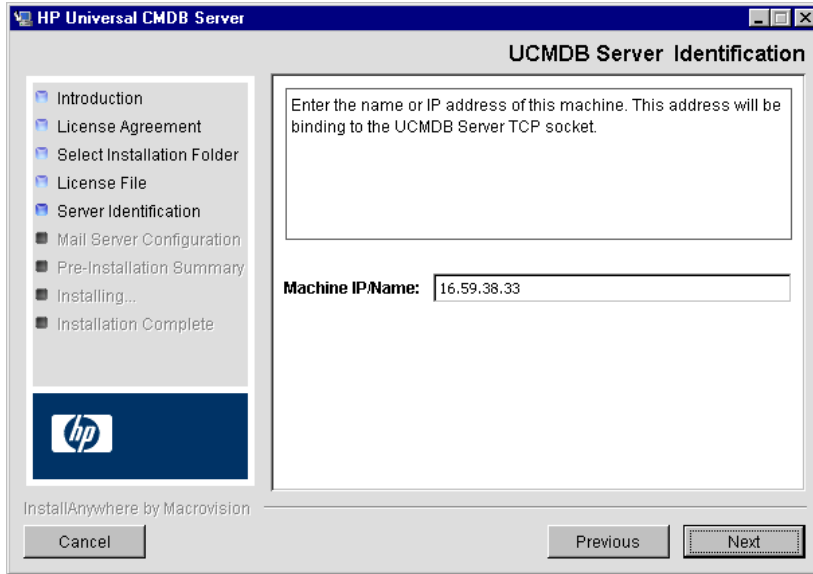 HP Universal CMDB Server
UCMDB Server Identification
Introduction
License Agreement
Select Installation Folder
License File
Server Identification
Mail Server Configuration
Pre-Installation Summary
Installing...
Installation Complete
Enter the name or IP address of this machine. This address will be
binding to the UCMDB Server TCP socket.
Machine IP/Name: 16.59.38.33
hp
InstallAnywhere by Macrovision
Cancel Previous Next